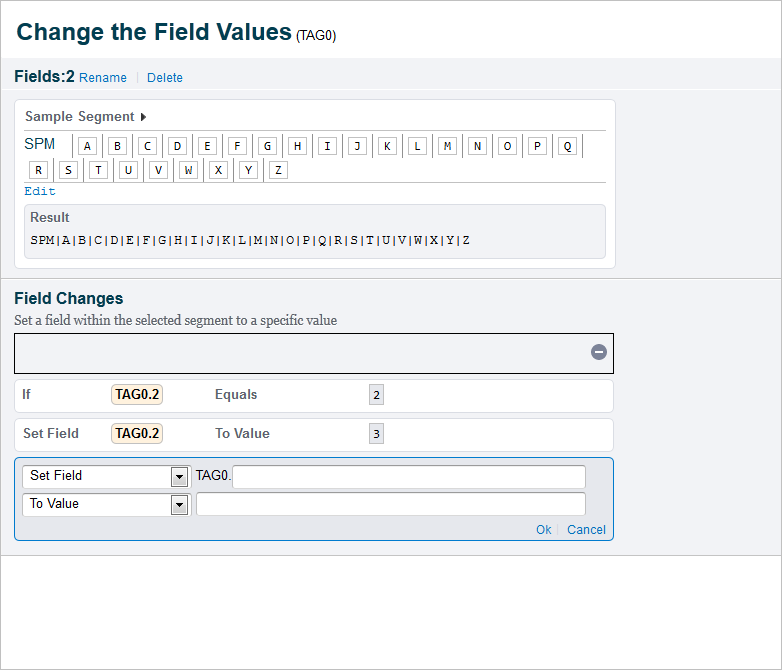 Change the Field Values (TAG0)
Fields:2 Rename Delete
Sample Segment
SPM A B C D E F G H I J K L M N O P Q
R S T U V W X Y Z
Edit
Result
SPM|A|B|C|D|E|F|G|H|I|J|K|L|M|N|O|P|Q|R|S|T|U|V|W|X|Y|Z
Field Changes
Set a field within the selected segment to a specific value
If TAG0.2 Equals 2
Set Field TAG0.2 To Value 3
Set Field TAG0.
To Value
Ok Cancel